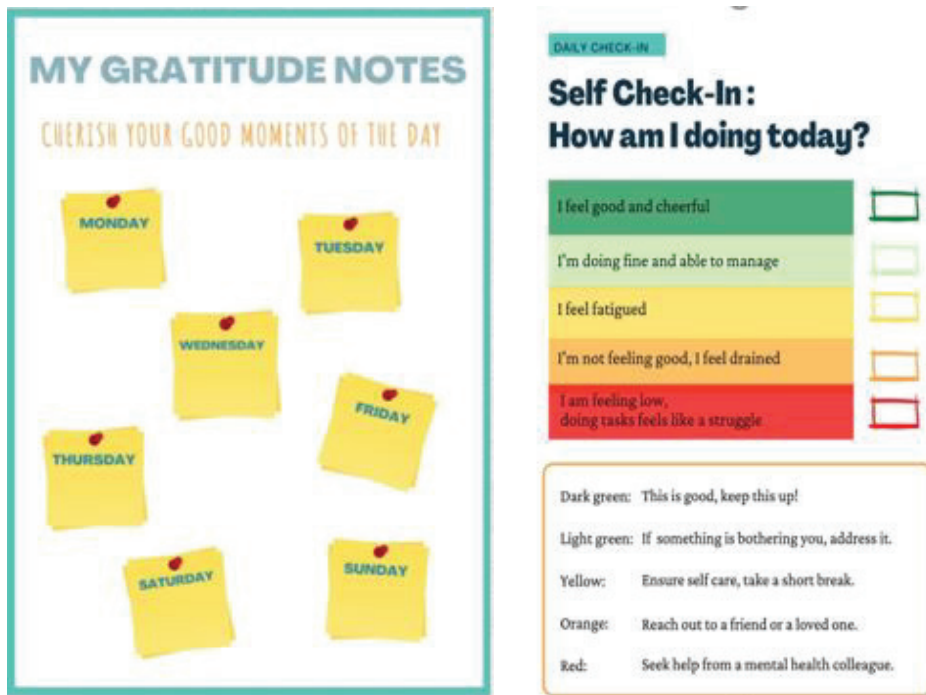 MY GRATITUDE NOTES
CHERISH YOUR GOOD MOMENTS OF THE DAY
MONDAY
TUESDAY
WEDNESDAY
FRIDAY
THURSDAY
SATURDAY
SUNDAY
DAILY CHECK-IN
Self Check-In :
How am I doing today?
I feel good and cheerful
I'm doing fine and able to manage
I feel fatigued
I'm not feeling good, I feel drained
I am feeling low,
doing tasks feels like a struggle
Dark green: This is good, keep this up!
Light green: If something is bothering you, address it.
Yellow: Ensure self care, take a short break.
Orange: Reach out to a friend or a loved one.
Red: Seek help from a mental health colleague.